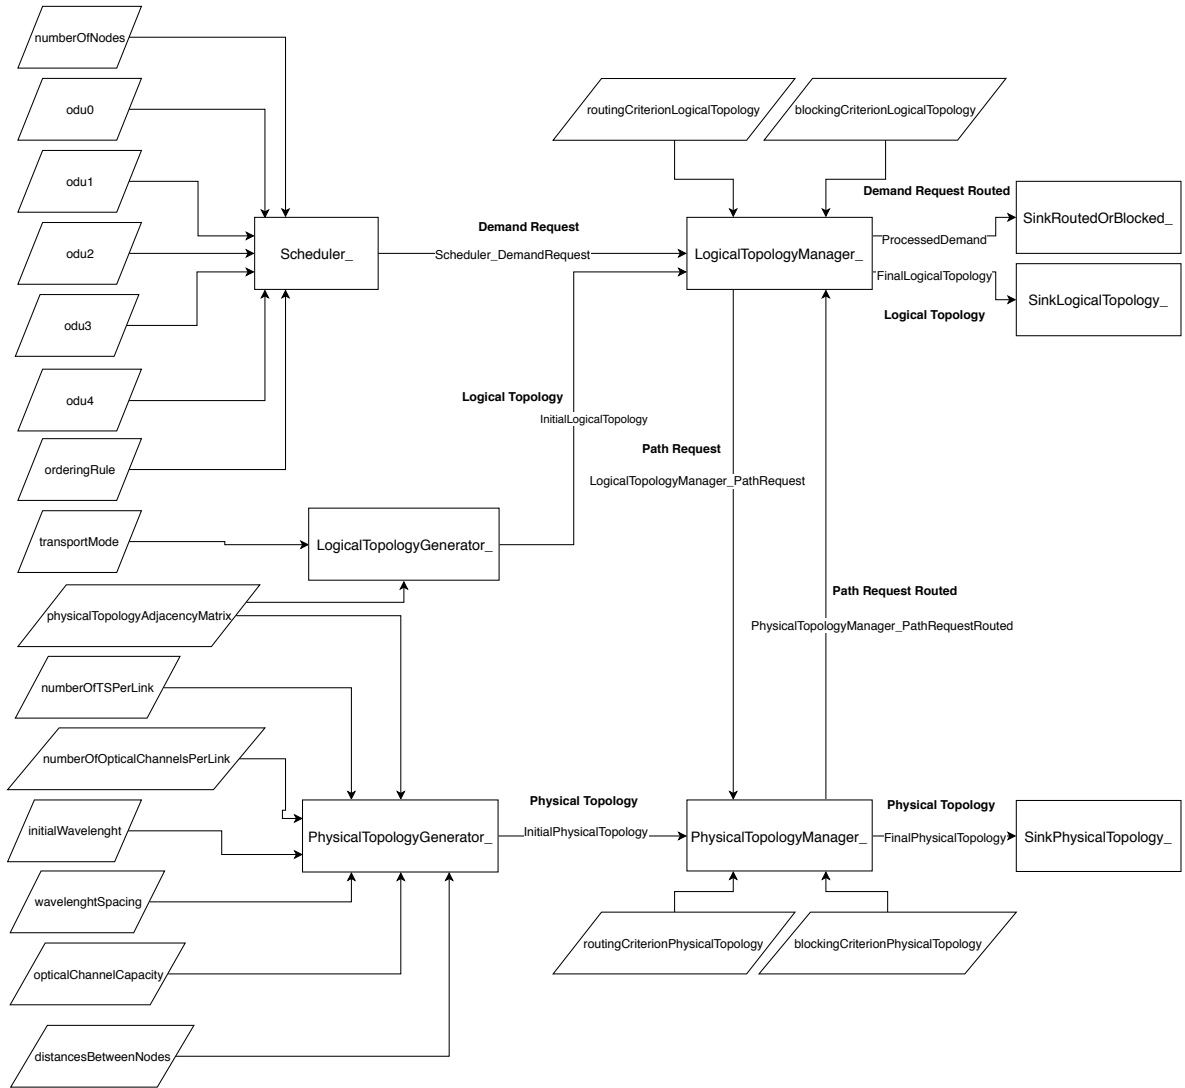 numberOfNodes
odu0
odu1
odu2
odu3
odu4
orderingRule
transportMode
physicalTopologyAdjacencyMatrix
numberOfTSPerLink
numberOfOpticalChannelsPerLink
initialWavelenght
wavelenghtSpacing
opticalChannelCapacity
distancesBetweenNodes
Scheduler_
LogicalTopologyGenerator_
PhysicalTopologyGenerator_
Demand Request
Scheduler_DemandRequest
Logical Topology
InitialLogicalTopology
Physical Topology
InitialPhysicalTopology
routingCriterionLogicalTopology
blockingCriterionLogicalTopology
LogicalTopologyManager_
Path Request
LogicalTopologyManager_PathRequest
Path Request Routed
PhysicalTopologyManager_PathRequestRouted
PhysicalTopologyManager_
routingCriterionPhysicalTopology
blockingCriterionPhysicalTopology
Demand Request Routed
ProcessedDemand
SinkRoutedOrBlocked_
FinalLogicalTopology
Logical Topology
SinkLogicalTopology_
Physical Topology
FinalPhysicalTopology
SinkPhysicalTopology_